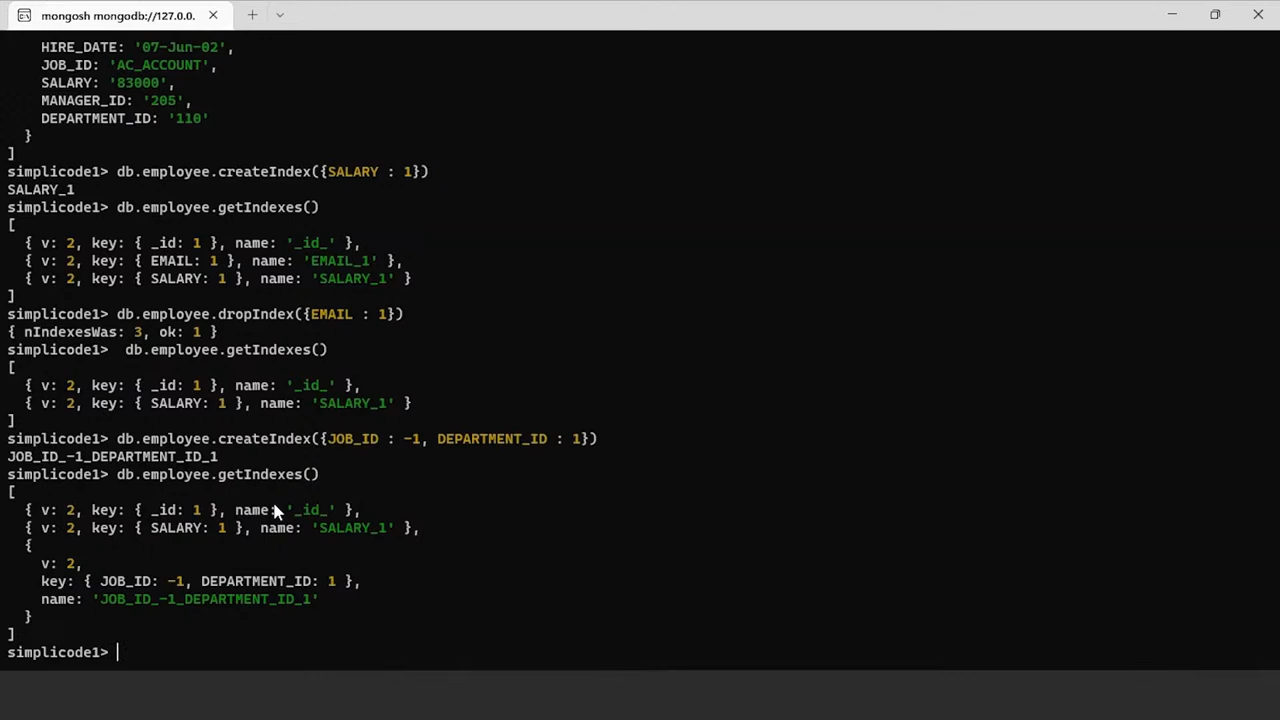 mongosh mongodb://127.0.0.
HIRE_DATE: '07-Jun-02',
JOB_ID: 'AC_ACCOUNT',
SALARY: '83000',
MANAGER_ID: '205',
DEPARTMENT_ID: '110'
}
]
simplicode1> db.employee.createIndex({SALARY : 1})
SALARY_1
simplicode1> db.employee.getIndexes()
[
{ v: 2, key: { _id: 1 }, name: '_id_' },
{ v: 2, key: { EMAIL: 1 }, name: 'EMAIL_1' },
{ v: 2, key: { SALARY: 1 }, name: 'SALARY_1' }
]
simplicode1> db.employee.dropIndex({EMAIL : 1})
{ nIndexesWas: 3, ok: 1 }
simplicode1>  db.employee.getIndexes()
[
{ v: 2, key: { _id: 1 }, name: '_id_' },
{ v: 2, key: { SALARY: 1 }, name: 'SALARY_1' }
]
simplicode1> db.employee.createIndex({JOB_ID : -1, DEPARTMENT_ID : 1})
JOB_ID_-1_DEPARTMENT_ID_1
simplicode1> db.employee.getIndexes()
[
{ v: 2, key: { _id: 1 }, name: '_id_' },
{ v: 2, key: { SALARY: 1 }, name: 'SALARY_1' },
{
v: 2,
key: { JOB_ID: -1, DEPARTMENT_ID: 1 },
name: 'JOB_ID_-1_DEPARTMENT_ID_1'
}
]
simplicode1>